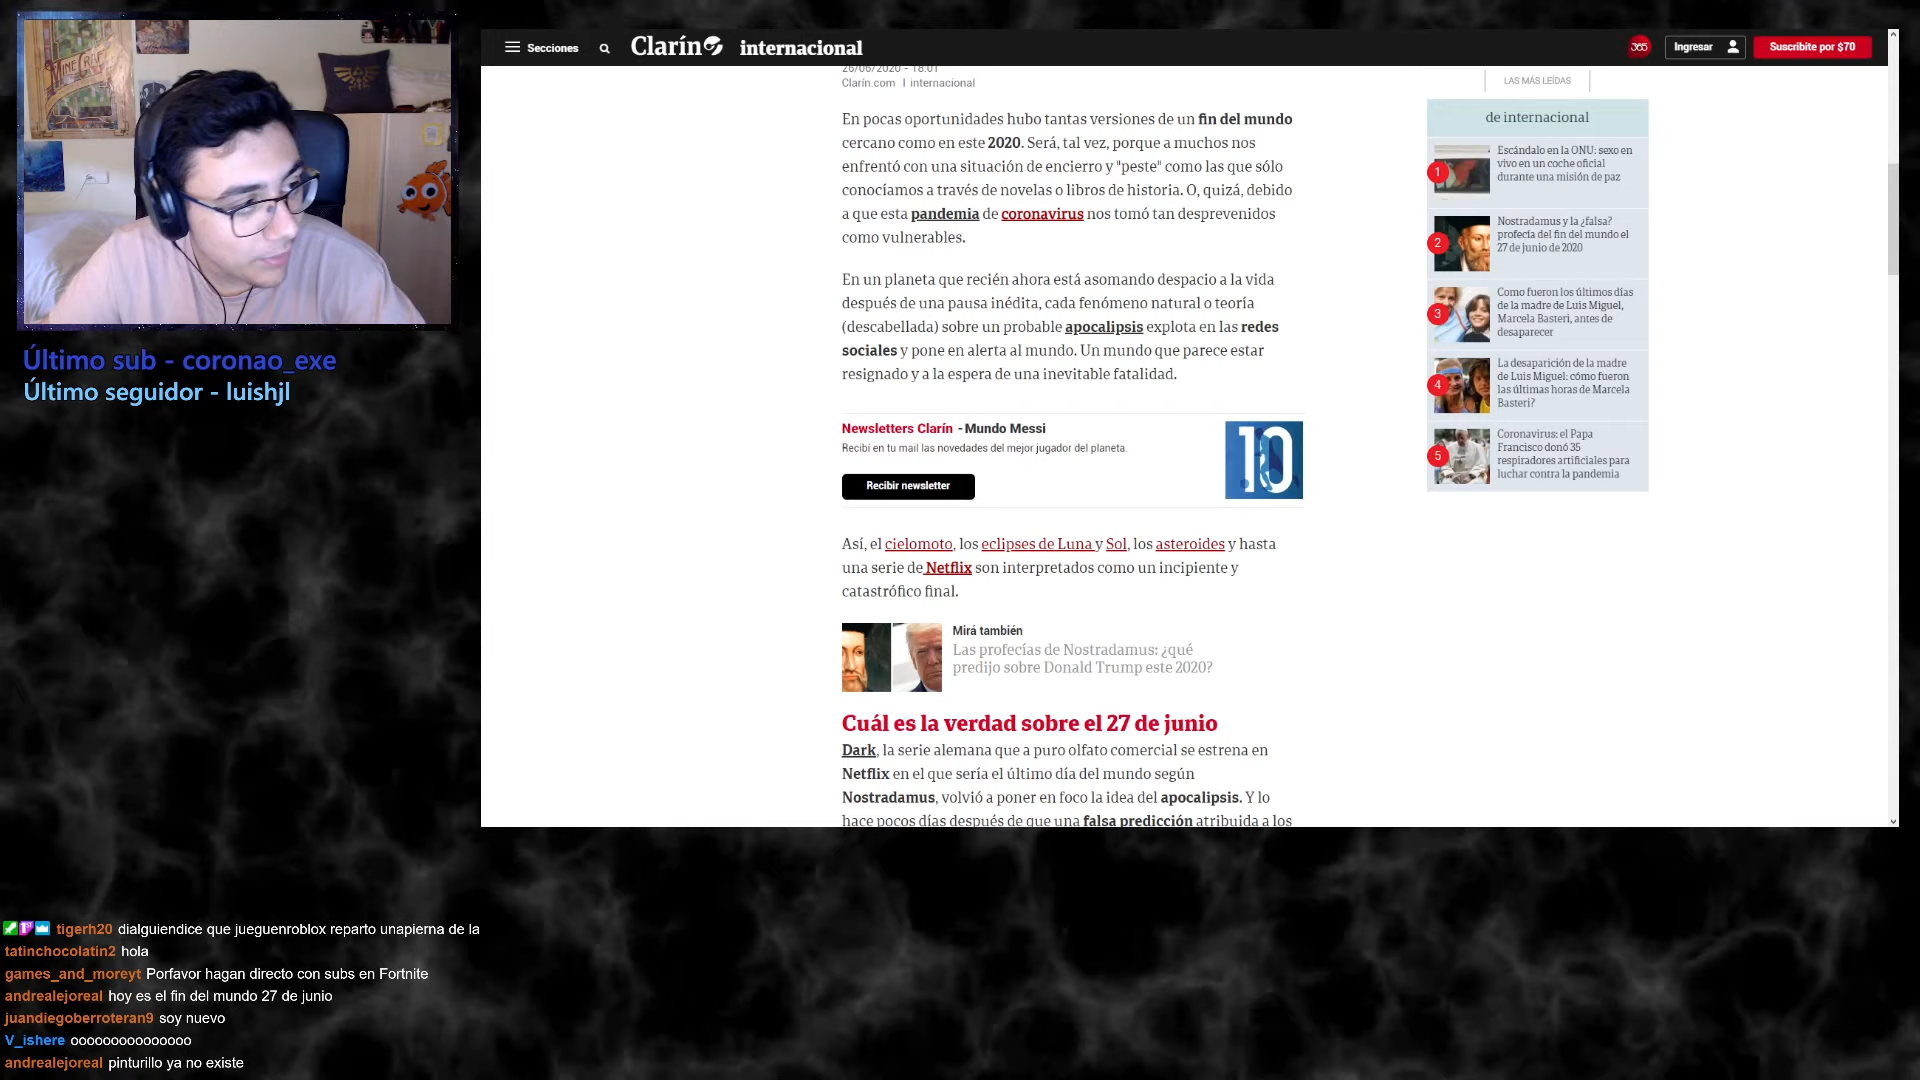 Secciones
Clarín
internacional
365
Ingresar
Suscribite por $70
26/06/2020 - 18:01
Clarín.com | internacional
En pocas oportunidades hubo tantas versiones de un fin del mundo
cercano como en este 2020. Será, tal vez, porque a muchos nos
enfrentó con una situación de encierro y "peste" como las que sólo
conocíamos a través de novelas o libros de historia. O, quizá, debido
a que esta pandemia de coronavirus nos tomó tan desprevenidos
como vulnerables.
En un planeta que recién ahora está asomando despacio a la vida
después de una pausa inédita, cada fenómeno natural o teoría
(descabellada) sobre un probable apocalipsis explota en las redes
sociales y pone en alerta al mundo. Un mundo que parece estar
resignado y a la espera de una inevitable fatalidad.
Newsletters Clarín - Mundo Messi
Recibí en tu mail las novedades del mejor jugador del planeta.
Recibir newsletter
10
Así, el cielomoto, los eclipses de Luna y Sol, los asteroides y hasta
una serie de Netflix son interpretados como un incipiente y
catastrófico final.
Mirá también
Las profecías de Nostradamus: ¿qué
predijo sobre Donald Trump este 2020?
Cuál es la verdad sobre el 27 de junio
Dark, la serie alemana que a puro olfato comercial se estrena en
Netflix en el que sería el último día del mundo según
Nostradamus, volvió a poner en foco la idea del apocalipsis. Y lo
hace pocos días después de que una falsa predicción atribuida a los
LAS MÁS LEÍDAS
de internacional
1
Escándalo en la ONU: sexo en
vivo en un coche oficial
durante una misión de paz
2
Nostradamus y la ¿falsa?
profecía del fin del mundo el
27 de junio de 2020
3
Como fueron los últimos días
de la madre de Luis Miguel,
Marcela Basteri, antes de
desaparecer
4
La desaparición de la madre
de Luis Miguel: cómo fueron
las últimas horas de Marcela
Basteri?
5
Coronavirus: el Papa
Francisco donó 35
respiradores artificiales para
luchar contra la pandemia
MINECRAFT
Último sub - coronao_exe
Último seguidor - luishjl
tigerh20 dialguiendice que jueguenroblox reparto unapierna de la
tatinchocolatin2 hola
games_and_moreyt Porfavor hagan directo con subs en Fortnite
andrealejoreal hoy es el fin del mundo 27 de junio
juandiegoberroteran9 soy nuevo
V_ishere ooooooooooooooo
andrealejoreal pinturillo ya no existe